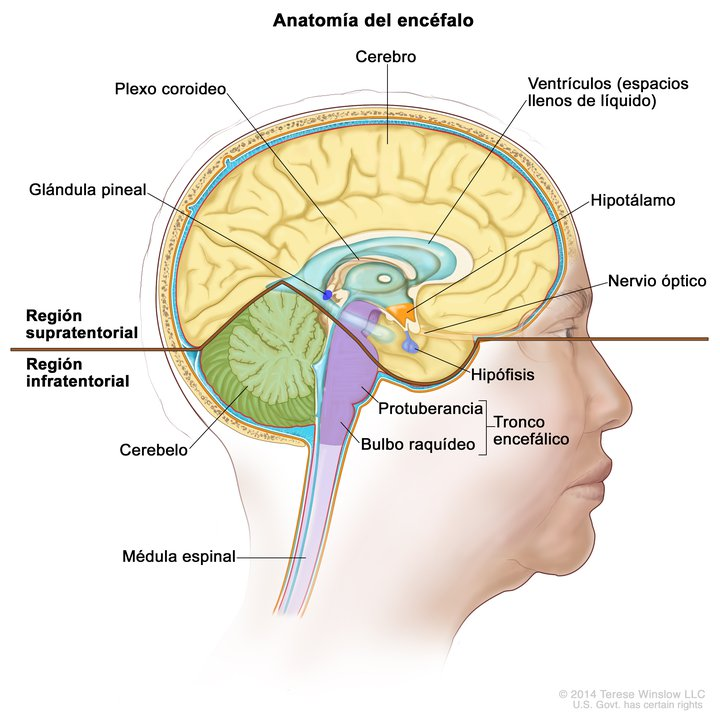 Anatomía del encéfalo
Cerebro
Plexo coroideo
Ventrículos (espacios
llenos de líquido)
Glándula pineal
Hipotálamo
Nervio óptico
Región
supratentorial
Región
infratentorial
Hipófisis
Protuberancia
Tronco
encefálico
Bulbo raquídeo
Cerebelo
Médula espinal
© 2014 Terese Winslow LLC
U.S. Govt. has certain rights